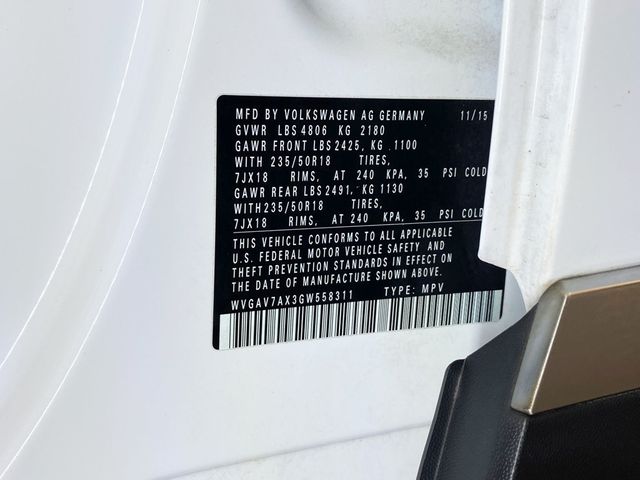 MFD BY VOLKSWAGEN AG GERMANY 11/15
GVWR LBS 4806 KG 2180
GAWR FRONT LBS 2425, KG .1100
WITH 235/50R18 TIRES,
7JX18 RIMS, AT 240 KPA, 35 PSI COLD
GAWR REAR LBS 2491, KG 1130
WITH 235/50R18 TIRES,
7JX18 RIMS, AT 240 KPA, 35 PSI COLD
THIS VEHICLE CONFORMS TO ALL APPLICABLE
U.S. FEDERAL MOTOR VEHICLE SAFETY AND
THEFT PREVENTION STANDARDS IN EFFECT ON
THE DATE OF MANUFACTURE SHOWN ABOVE.
WVGAV7AX3GW558311 TYPE: MPV